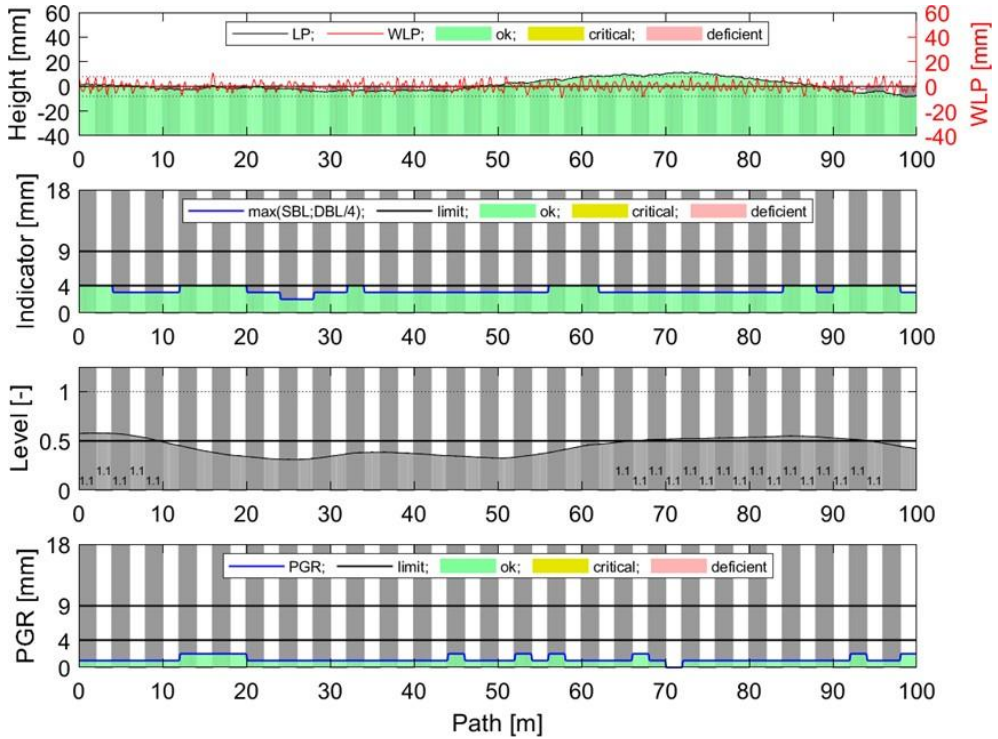 60
40
20
0
-20
-40
Height [mm]
LP; WLP; ok; critical; deficient
60
40
20
0
-20
-40
WLP [mm]
0 10 20 30 40 50 60 70 80 90 100
18
9
4
0
Indicator [mm]
max(SBL;DBL/4); limit; ok; critical; deficient
0 10 20 30 40 50 60 70 80 90 100
1
0.5
0
Level [-]
1.1 1.1 1.1 1.1 1.1 1.1 1.1 1.1 1.1 1.1 1.1 1.1 1.1 1.1 1.1 1.1 1.1 1.1 1.1 1.1 1.1
0 10 20 30 40 50 60 70 80 90 100
18
9
4
0
PGR [mm]
PGR; limit; ok; critical; deficient
0 10 20 30 40 50 60 70 80 90 100
Path [m]